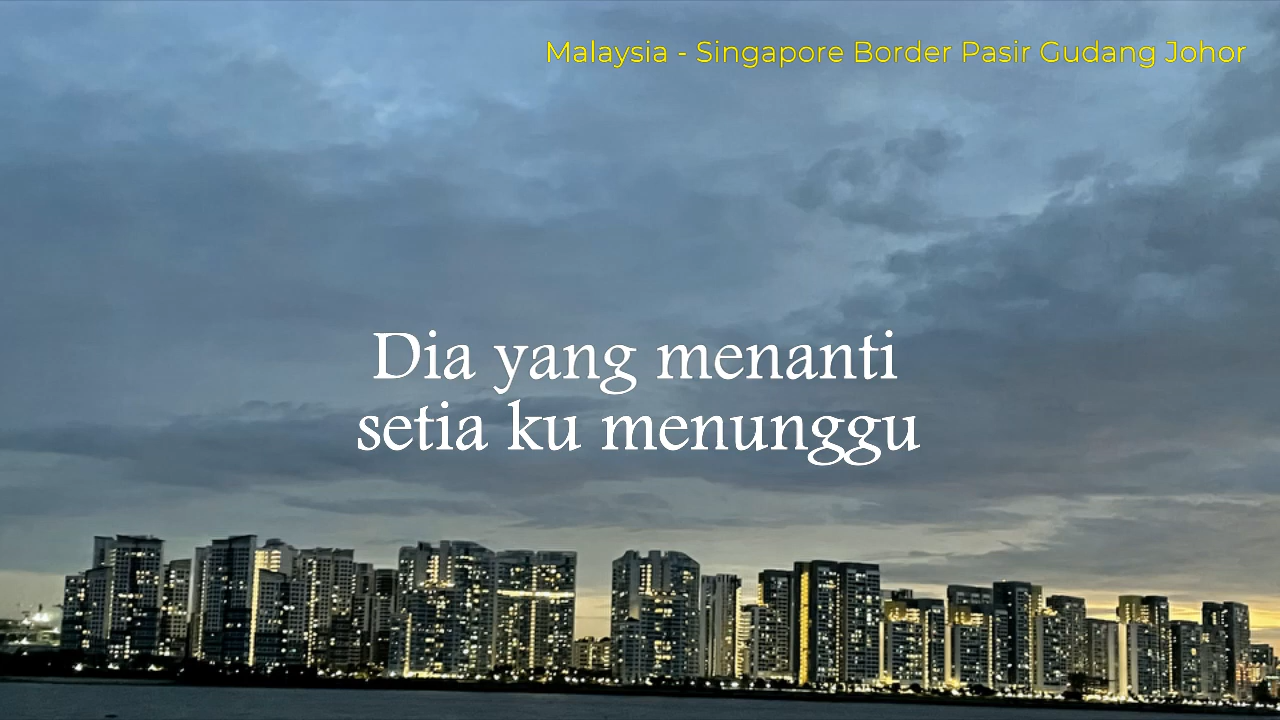 Malaysia - Singapore Border Pasir Gudang Johor
Dia yang menanti
setia ku menunggu